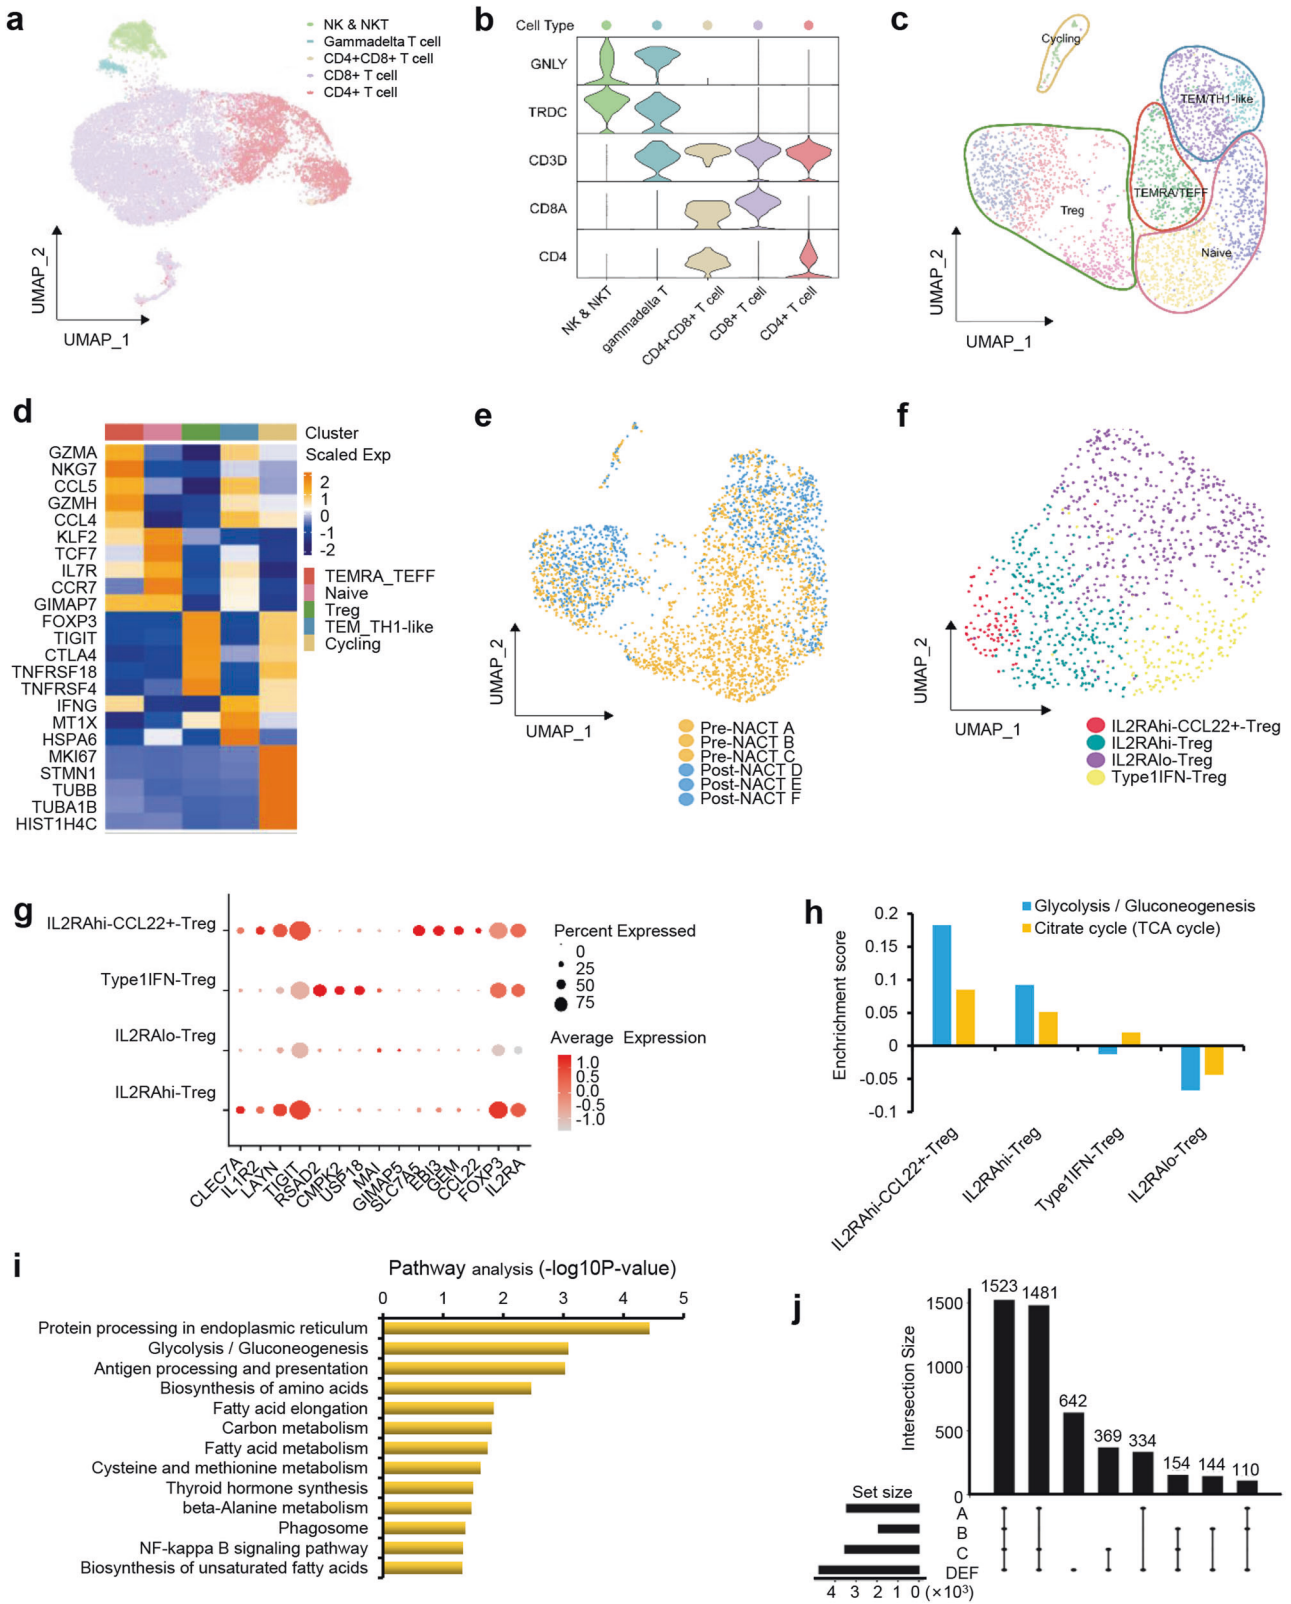 a
NK & NKT
Gammadelta T cell
CD4+CD8+ T cell
CD8+ T cell
CD4+ T cell
UMAP_2
UMAP_1
b
Cell Type
GNLY
TRDC
CD3D
CD8A
CD4
NK & NKT
gammadelta T
CD4+CD8+ T cell
CD8+ T cell
CD4+ T cell
c
Cycling
TEM/TH1-like
TEMRA/TEFF
Treg
Naive
UMAP_2
UMAP_1
d
Cluster
Scaled Exp
2
1
0
-1
-2
TEMRA_TEFF
Naive
Treg
TEM_TH1-like
Cycling
GZMA
NKG7
CCL5
GZMH
CCL4
KLF2
TCF7
IL7R
CCR7
GIMAP7
FOXP3
TIGIT
CTLA4
TNFRSF18
TNFRSF4
IFNG
MT1X
HSPA6
MKI67
STMN1
TUBB
TUBA1B
HIST1H4C
e
UMAP_2
UMAP_1
Pre-NACT A
Pre-NACT B
Pre-NACT C
Post-NACT D
Post-NACT E
Post-NACT F
f
UMAP_2
UMAP_1
IL2RAhi-CCL22+-Treg
IL2RAhi-Treg
IL2RAlo-Treg
Type1IFN-Treg
g
IL2RAhi-CCL22+-Treg
Type1IFN-Treg
IL2RAlo-Treg
IL2RAhi-Treg
CLEC7A
IL1R2
LAYN
TIGIT
RSAD2
CMPK2
USP18
MAI
GIMAP5
SLC7A5
EBI3
GEM
CCL22
FOXP3
IL2RA
Percent Expressed
0
25
50
75
Average Expression
1.0
0.5
0.0
-0.5
-1.0
h
Glycolysis / Gluconeogenesis
Citrate cycle (TCA cycle)
Enchrichment score
0.2
0.15
0.1
0.05
0
-0.05
-0.1
IL2RAhi-CCL22+-Treg
IL2RAhi-Treg
Type1IFN-Treg
IL2RAlo-Treg
i
Pathway analysis (-log10P-value)
0 1 2 3 4 5
Protein processing in endoplasmic reticulum
Glycolysis / Gluconeogenesis
Antigen processing and presentation
Biosynthesis of amino acids
Fatty acid elongation
Carbon metabolism
Fatty acid metabolism
Cysteine and methionine metabolism
Thyroid hormone synthesis
beta-Alanine metabolism
Phagosome
NF-kappa B signaling pathway
Biosynthesis of unsaturated fatty acids
j
Intersection Size
1500
1000
500
0
1523 1481 642 369 334 154 144 110
Set size
A
B
C
DEF
4 3 2 1 0 (×10³)